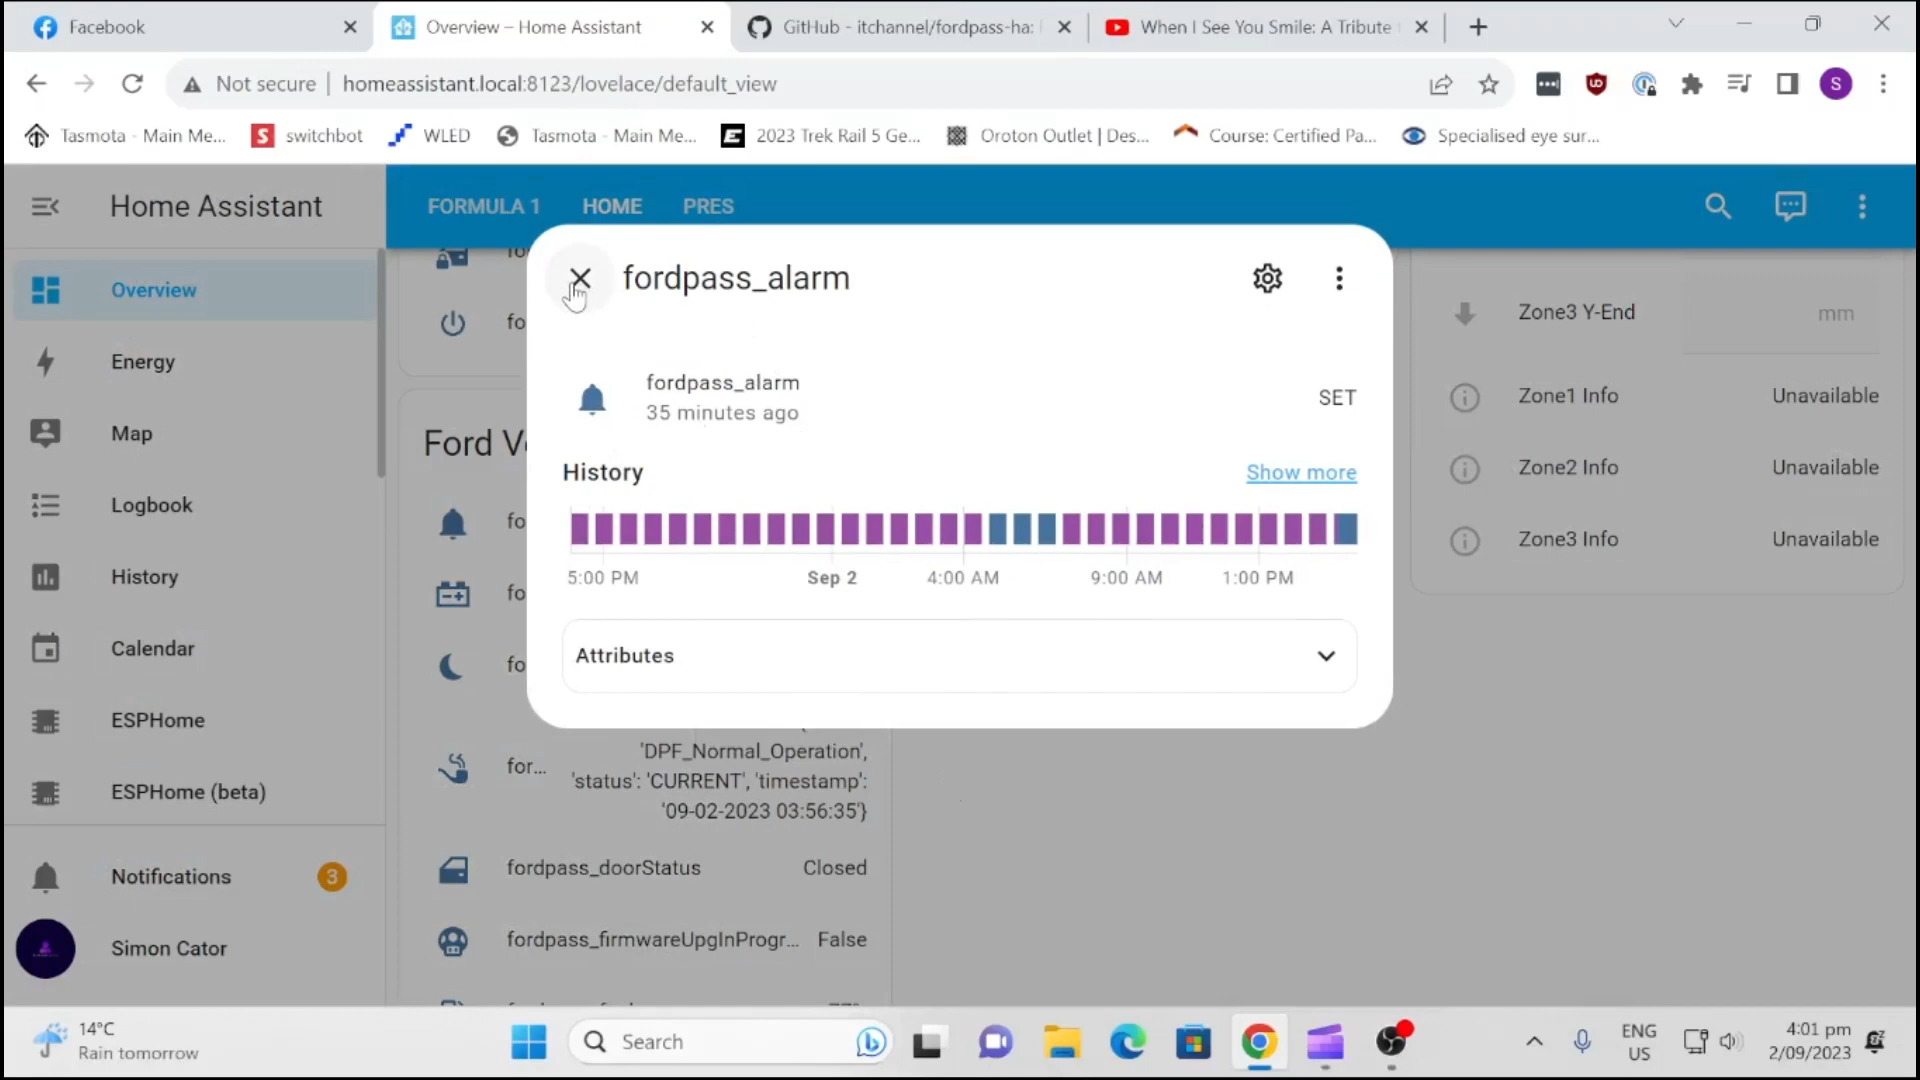 Facebook
Overview – Home Assistant
GitHub - itchannel/fordpass-ha:
When I See You Smile: A Tribute
Not secure
homeassistant.local:8123/lovelace/default_view
S
Tasmota - Main Me...
switchbot
WLED
Tasmota - Main Me...
2023 Trek Rail 5 Ge...
Oroton Outlet | Des...
Course: Certified Pa...
Specialised eye sur...
Home Assistant
FORMULA 1
HOME
PRES
Overview
Energy
Map
Logbook
History
Calendar
ESPHome
ESPHome (beta)
Notifications
3
Simon Cator
fo
Ford V
fo
fo
fo
for...
'DPF_Normal_Operation',
'status': 'CURRENT', 'timestamp':
'09-02-2023 03:56:35'}
fordpass_doorStatus
Closed
fordpass_firmwareUpgInProgr...
False
fordpass_alarm
fordpass_alarm
35 minutes ago
SET
History
Show more
5:00 PM
Sep 2
4:00 AM
9:00 AM
1:00 PM
Attributes
Zone3 Y-End
mm
Zone1 Info
Unavailable
Zone2 Info
Unavailable
Zone3 Info
Unavailable
14°C
Rain tomorrow
Search
ENG
US
4:01 pm
2/09/2023